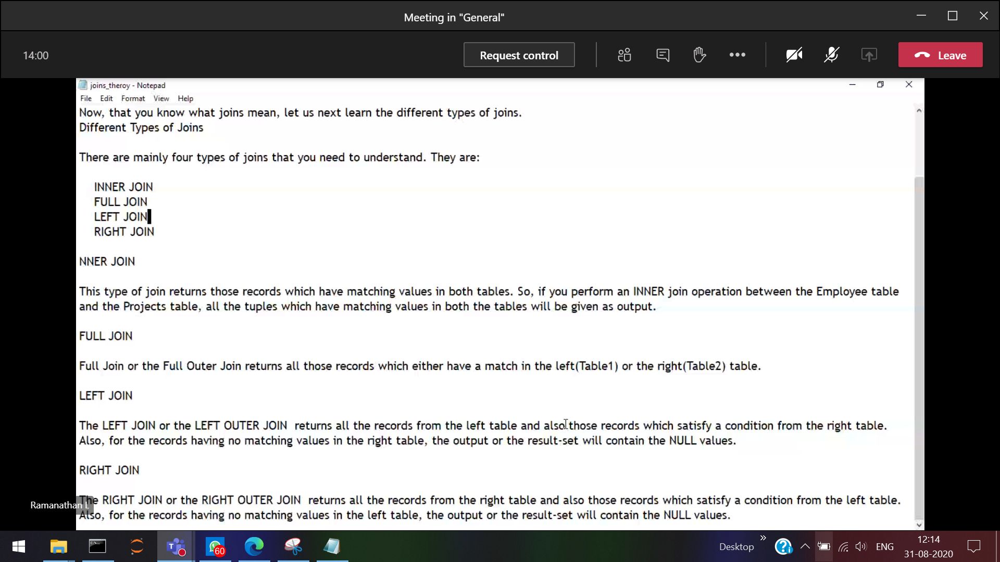 Meeting in "General"
14:00
Request control
Leave
joins_theroy - Notepad
File Edit Format View Help
Now, that you know what joins mean, let us next learn the different types of joins.
Different Types of Joins
There are mainly four types of joins that you need to understand. They are:
INNER JOIN
FULL JOIN
LEFT JOIN
RIGHT JOIN
NNER JOIN
This type of join returns those records which have matching values in both tables. So, if you perform an INNER join operation between the Employee table
and the Projects table, all the tuples which have matching values in both the tables will be given as output.
FULL JOIN
Full Join or the Full Outer Join returns all those records which either have a match in the left(Table1) or the right(Table2) table.
LEFT JOIN
The LEFT JOIN or the LEFT OUTER JOIN  returns all the records from the left table and also those records which satisfy a condition from the right table.
Also, for the records having no matching values in the right table, the output or the result-set will contain the NULL values.
RIGHT JOIN
The RIGHT JOIN or the RIGHT OUTER JOIN  returns all the records from the right table and also those records which satisfy a condition from the left table.
Ramanathan L
Also, for the records having no matching values in the left table, the output or the result-set will contain the NULL values.
60
Desktop
ENG
12:14
31-08-2020